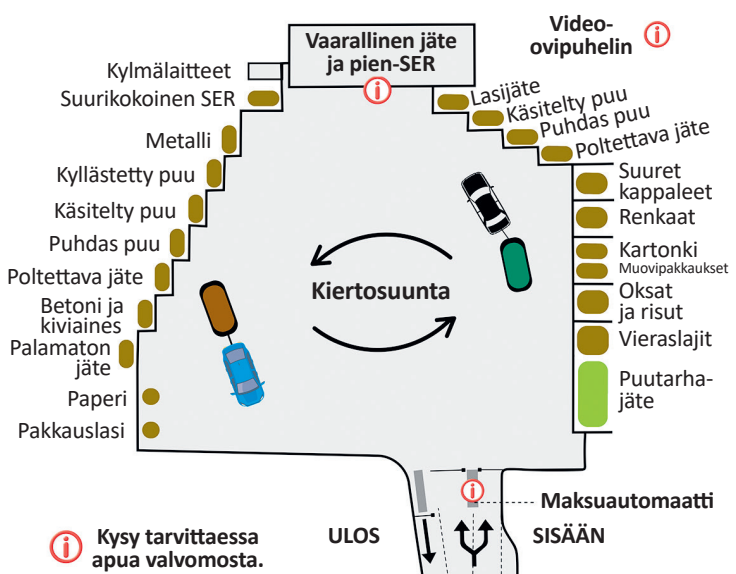 Vaarallinen jäte
ja pien-SER
Video-
ovipuhelin
Kylmälaitteet
Suurikokoinen SER
Metalli
Kyllästetty puu
Käsitelty puu
Puhdas puu
Poltettava jäte
Betoni ja
kiviaines
Palamaton
jäte
Paperi
Pakkauslasi
Lasijäte
Käsitelty puu
Puhdas puu
Poltettava jäte
Suuret
kappaleet
Renkaat
Kartonki
Muovipakkaukset
Oksat
ja risut
Vieraslajit
Puutarha-
jäte
Kiertosuunta
Maksuautomaatti
ULOS
SISÄÄN
Kysy tarvittaessa
apua valvomosta.